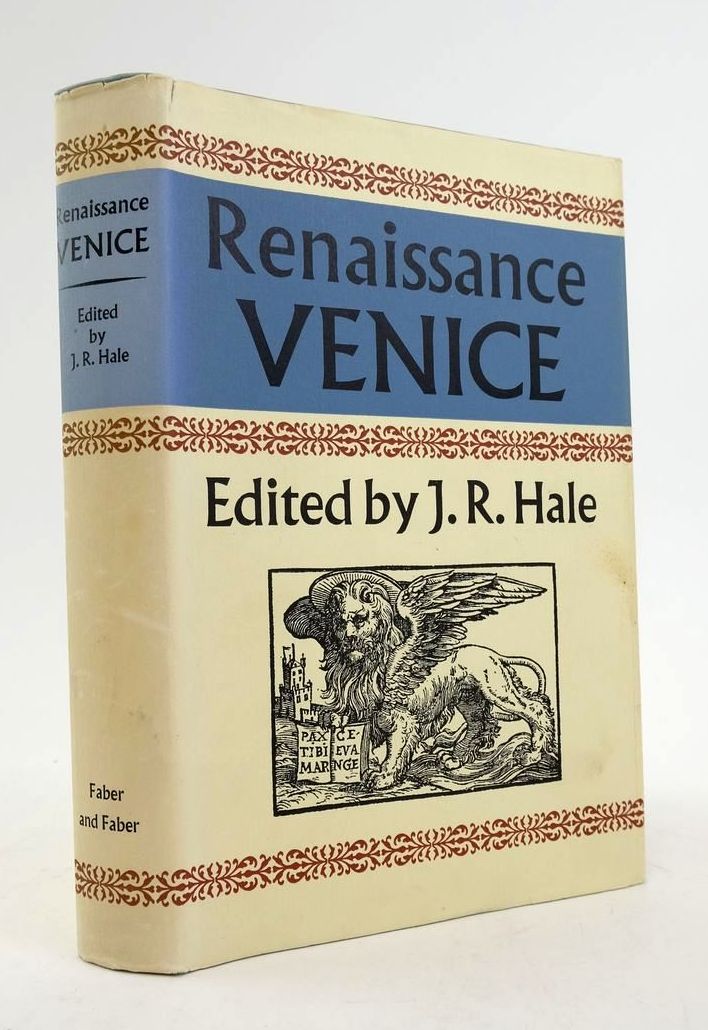 Renaissance
VENICE
Edited
by
J. R. Hale
Faber
and Faber
Renaissance
VENICE
Edited by J. R. Hale
PAX
TIBI
MAR
CE-
EVA
NGE